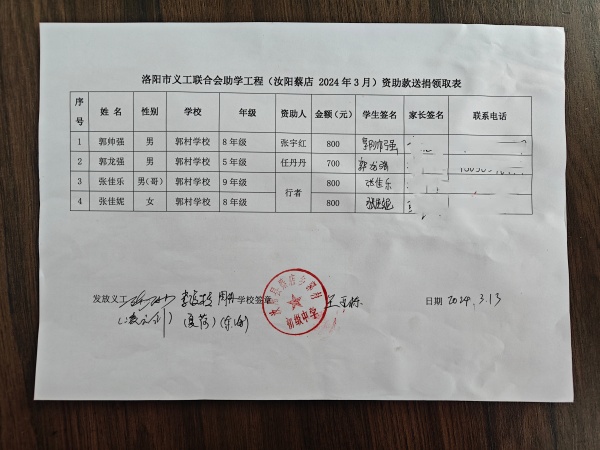 洛阳市义工联合会助学工程（汝阳蔡店 2024 年 3 月）资助款送捐领取表
序号 姓 名 性别 学校 年级 资助人 金额（元） 学生签名 家长签名 联系电话
1 郭帅强 男 郭村学校 8 年级 张宇红 800 郭帅强
2 郭龙强 男 郭村学校 5 年级 任丹丹 700 郭龙强
3 张佳乐 男(哥) 郭村学校 9 年级 行者 800 张佳乐
4 张佳妮 女 郭村学校 8 年级 800 张佳妮
发放义工 学校签章 日期 2024.3.13